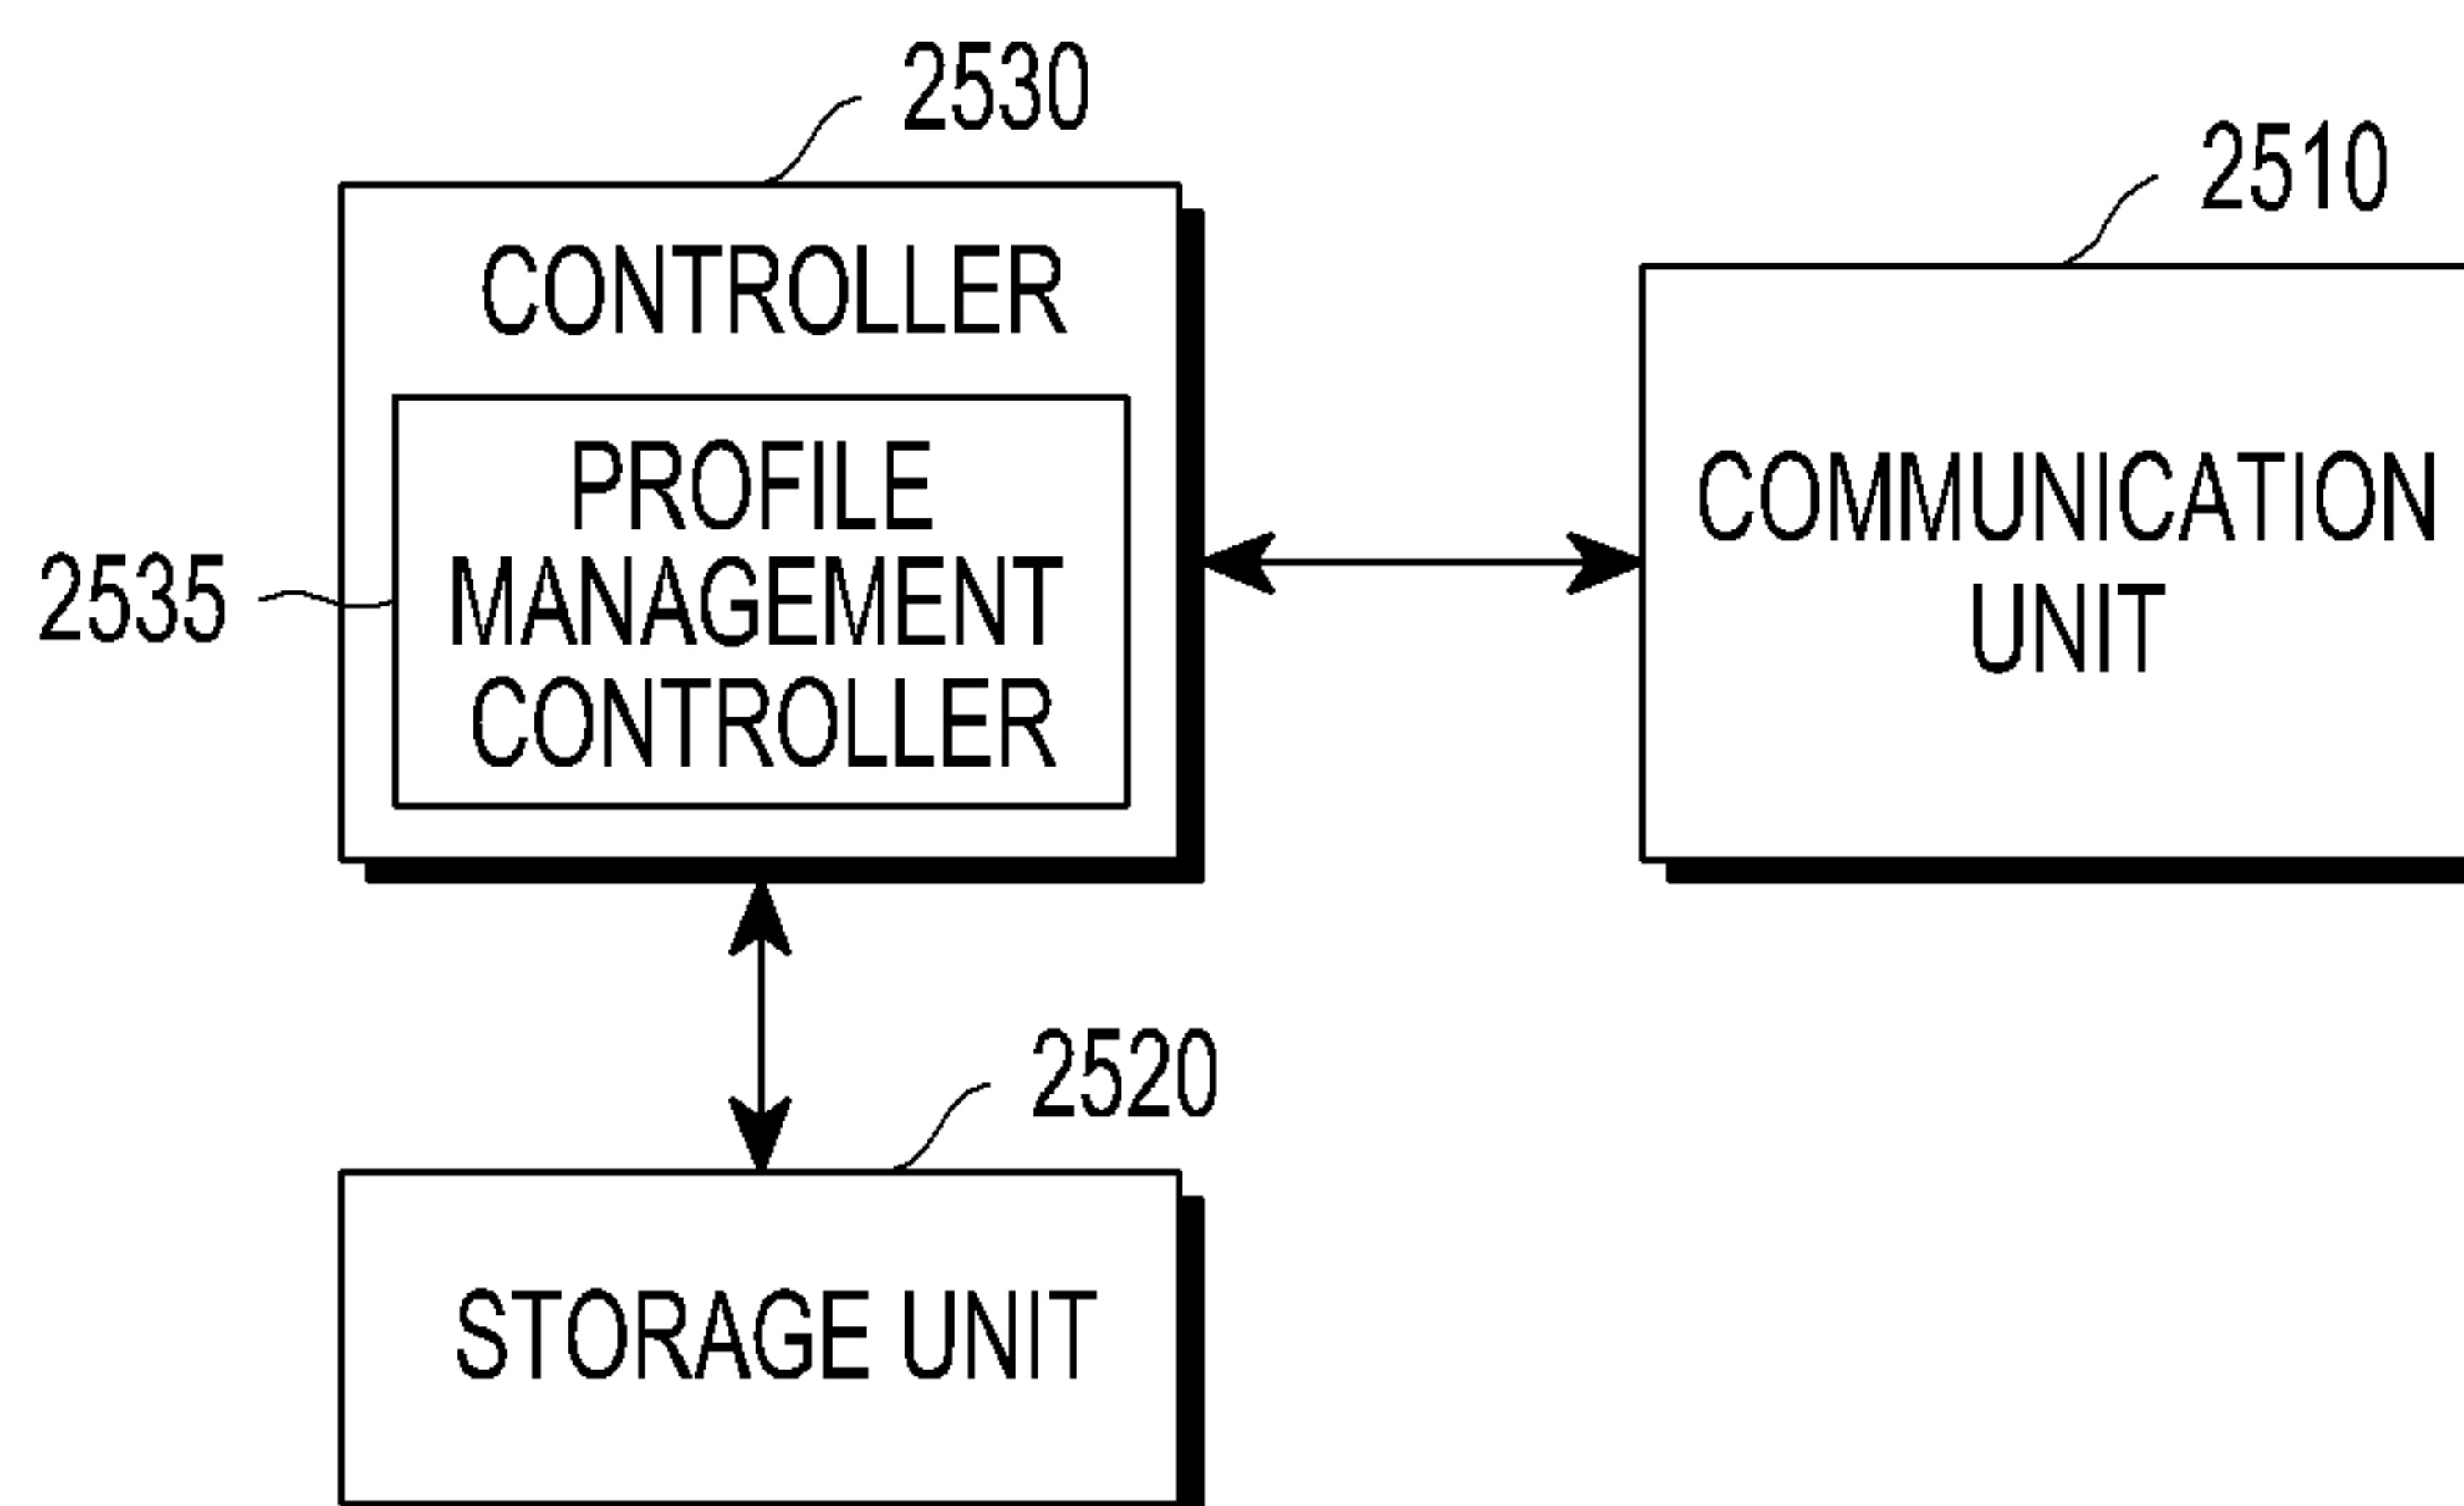 2530
2510
CONTROLLER
PROFILE
MANAGEMENT
CONTROLLER
2535
COMMUNICATION
UNIT
2520
STORAGE UNIT